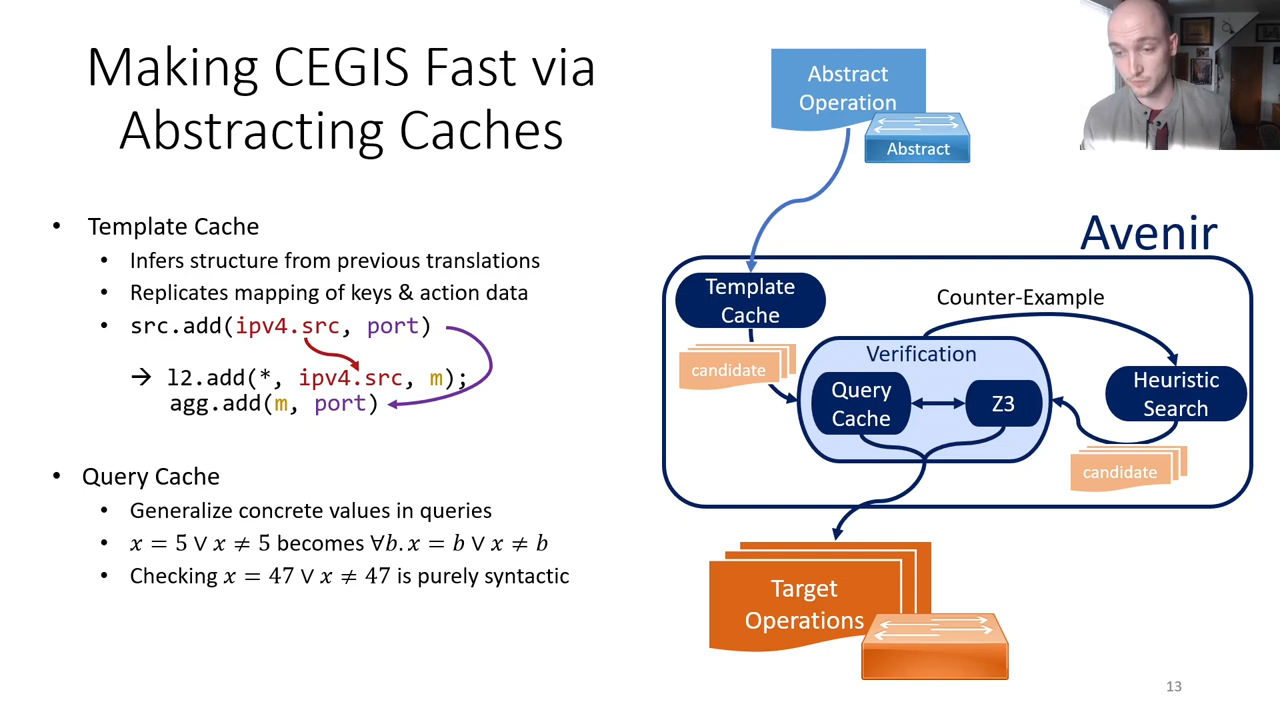 Making CEGIS Fast via
Abstracting Caches
• Template Cache
• Infers structure from previous translations
• Replicates mapping of keys & action data
• src.add(ipv4.src, port)
→ l2.add(*, ipv4.src, m);
agg.add(m, port)
• Query Cache
• Generalize concrete values in queries
• x = 5 ∨ x ≠ 5 becomes ∀b. x = b ∨ x ≠ b
• Checking x = 47 ∨ x ≠ 47 is purely syntactic
Abstract
Operation
Abstract
Avenir
Template
Cache
candidate
Counter-Example
Verification
Query
Cache
Z3
Heuristic
Search
candidate
Target
Operations
13